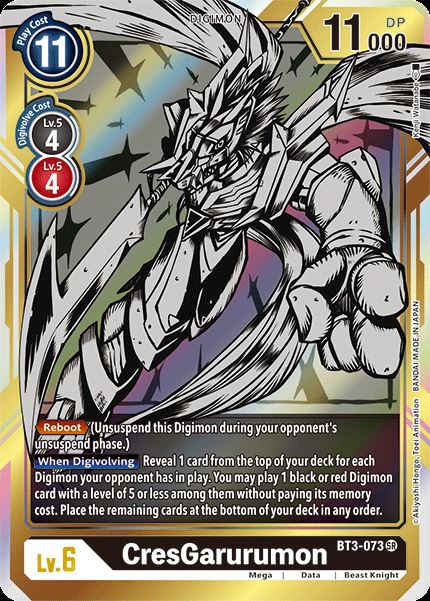 DIGIMON
Play Cost
11
11000 DP
Digivolve Cost
Lv.5
4
Lv.5
4
Kenji Watanabe
Reboot (Unsuspend this Digimon during your opponent's
unsuspend phase.)
When Digivolving Reveal 1 card from the top of your deck for each
Digimon your opponent has in play. You may play 1 black or red Digimon
card with a level of 5 or less among them without paying its memory
cost. Place the remaining cards at the bottom of your deck in any order.
©Akiyoshi Hongo, Toei Animation BANDAI MADE IN JAPAN
BT3-073 SR
Lv.6
CresGarurumon
Mega | Data | Beast Knight